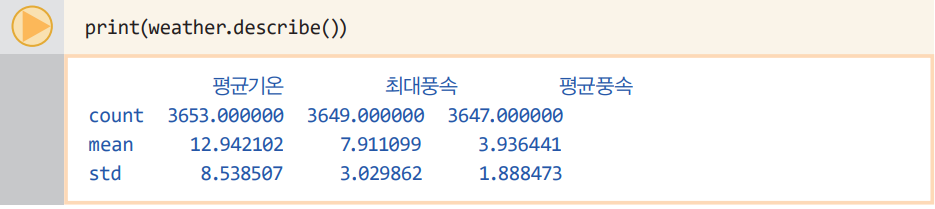 print(weather.describe())
평균기온 최대풍속 평균풍속
count 3653.000000 3649.000000 3647.000000
mean 12.942102 7.911099 3.936441
std 8.538507 3.029862 1.888473